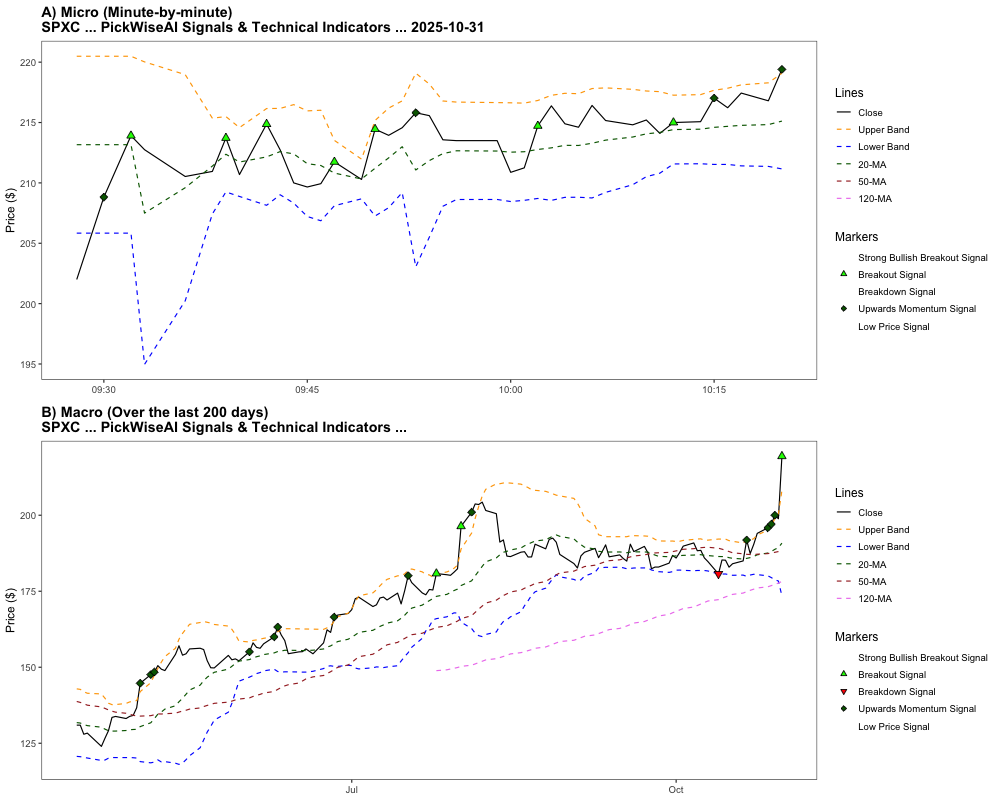 A) Micro (Minute-by-minute)
SPXC ... PickWiseAI Signals & Technical Indicators ... 2025-10-31
220
215
210
205
200
195
Price ($)
09:30
09:45
10:00
10:15
Lines
Close
Upper Band
Lower Band
20-MA
50-MA
120-MA
Markers
Strong Bullish Breakout Signal
Breakout Signal
Breakdown Signal
Upwards Momentum Signal
Low Price Signal
B) Macro (Over the last 200 days)
SPXC ... PickWiseAI Signals & Technical Indicators ...
200
175
150
125
Price ($)
Jul
Oct
Lines
Close
Upper Band
Lower Band
20-MA
50-MA
120-MA
Markers
Strong Bullish Breakout Signal
Breakout Signal
Breakdown Signal
Upwards Momentum Signal
Low Price Signal